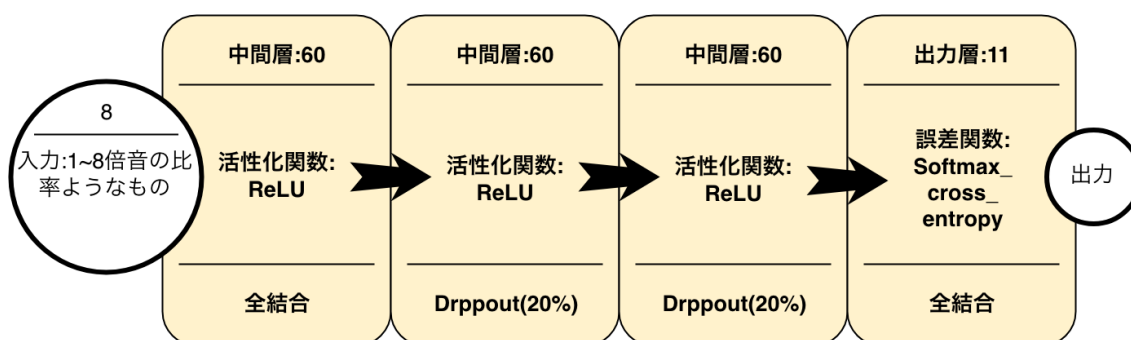 8
入力:1~8倍音の比
率ようなもの
中間層:60
活性化関数:
ReLU
全結合
中間層:60
活性化関数:
ReLU
Drppout(20%)
中間層:60
活性化関数:
ReLU
Drppout(20%)
出力層:11
誤差関数:
Softmax_
cross_
entropy
全結合
出力